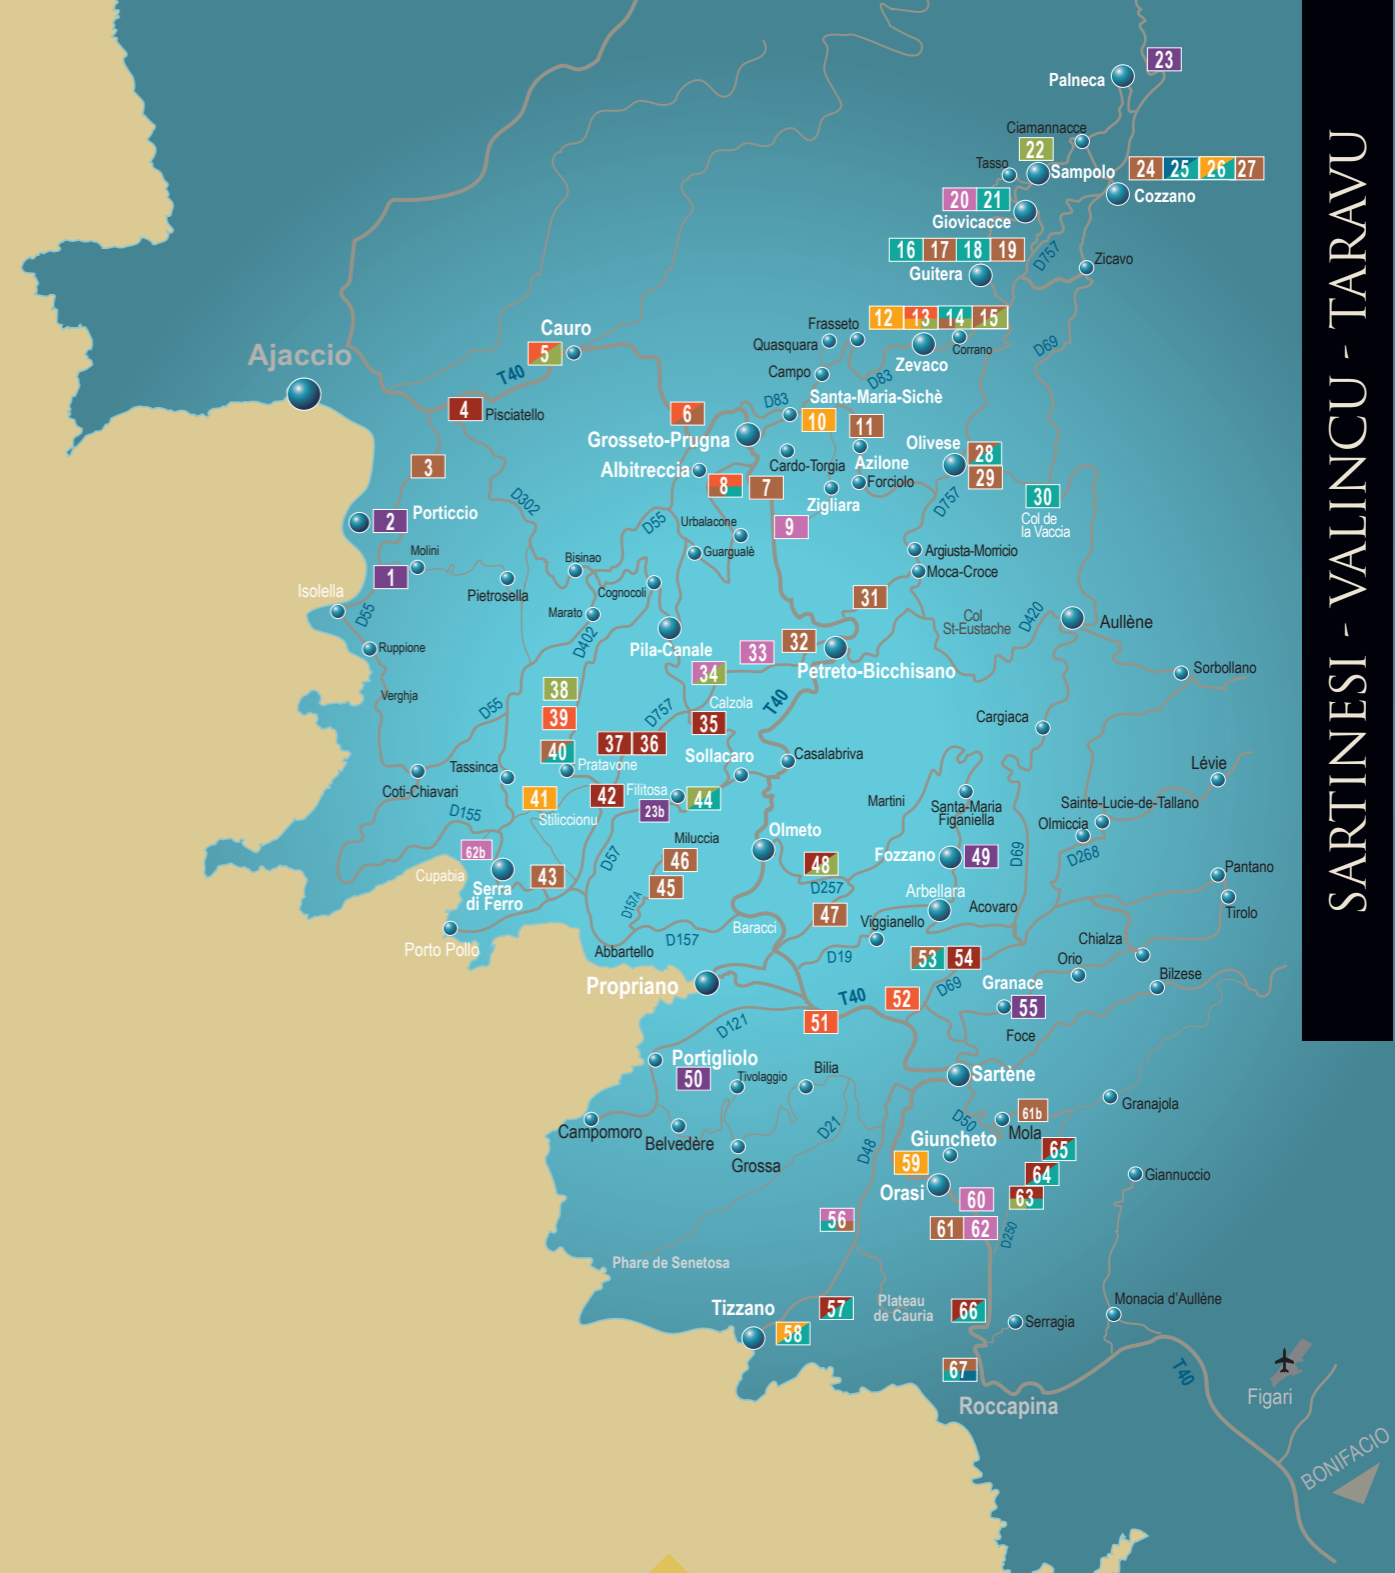 23
Palneca
Ciamannacce
22
Tasso
Sampolo
24 25 26 27
Cozzano
20 21
Giovicacce
16 17 18 19
Guitera
D757
Zicavo
12 13 14 15
Frasseto
Quasquara
Corrano
Zevaco
D69
Campo
D83
Cauro
5
T40
Ajaccio
4
Pisciatello
D83
Santa-Maria-Sichè
6
10
11
Grosseto-Prugna
Olivese
28
Azilone
Cardo-Torgia
Albitreccia
3
29
8
7
Forciolo
Zigliara
D757
30
Col de
la Vaccia
D302
2
Porticcio
D55
Urbalacone
9
Guargualè
Argiusta-Morriccio
Moca-Croce
Molini
Bisinao
1
Pietrosella
Cognocoli
Isolella
D55
Marato
31
Col
St-Eustache
D420
Aullène
D402
Ruppione
Pila-Canale
32
33
Petreto-Bicchisano
34
Sorbollano
Verghja
38
Calzola
T40
D55
39
D757
35
Cargiaca
37 36
40
Pratavone
Sollacaro
Casalabriva
Tassinca
Lévie
Coti-Chiavari
Filitosa
41
42
44
23b
Martini
Santa-Maria
Figaniella
Sainte-Lucie-de-Tallano
D155
Stiliccionu
Olmiccia
Miluccia
Olmeto
62b
D57
46
48
Fozzano
49
D69
D268
Cupabia
43
45
D257
Pantano
Serra
di Ferro
D157A
Arbellara
Acovaro
47
Viggianello
Tirolo
Baracci
Porto Pollo
Abbartello
D157
D19
Chialza
53 54
Orio
Bilzese
Propriano
D69
Granace
T40
52
55
51
D121
Foce
Portigliolo
50
Tivolaggio
Bilia
Sartène
61b
Granajola
D50
Mola
Campomoro
Belvedère
D21
Giuncheto
Grossa
D48
65
59
64
Giannuccio
Orasi
60
63
56
61 62
D250
Phare de Senetosa
Tizzano
57
Plateau
de Cauria
66
Monacia d'Aullène
Serragia
58
67
T40
Roccapina
Figari
BONIFACIO
SARTINESI - VALINCU - TARAVU